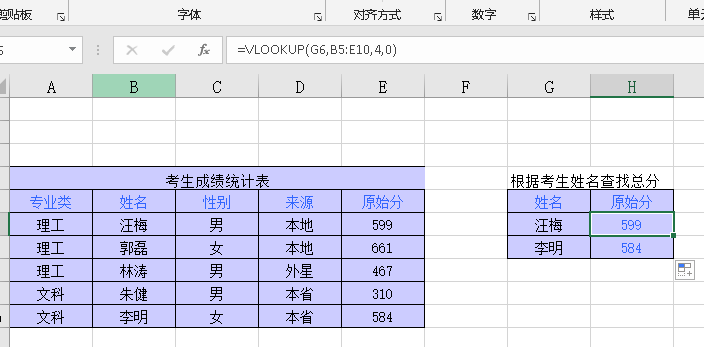 剪贴板 字体 对齐方式 数字 样式 单元
fx =VLOOKUP(G6,B5:E10,4,0)
A B C D E F G H
考生成绩统计表 根据考生姓名查找总分
专业类 姓名 性别 来源 原始分 姓名 原始分
理工 汪梅 男 本地 599 汪梅 599
理工 郭磊 女 本地 661 李明 584
理工 林涛 男 外星 467
文科 朱健 男 本省 310
文科 李明 女 本省 584